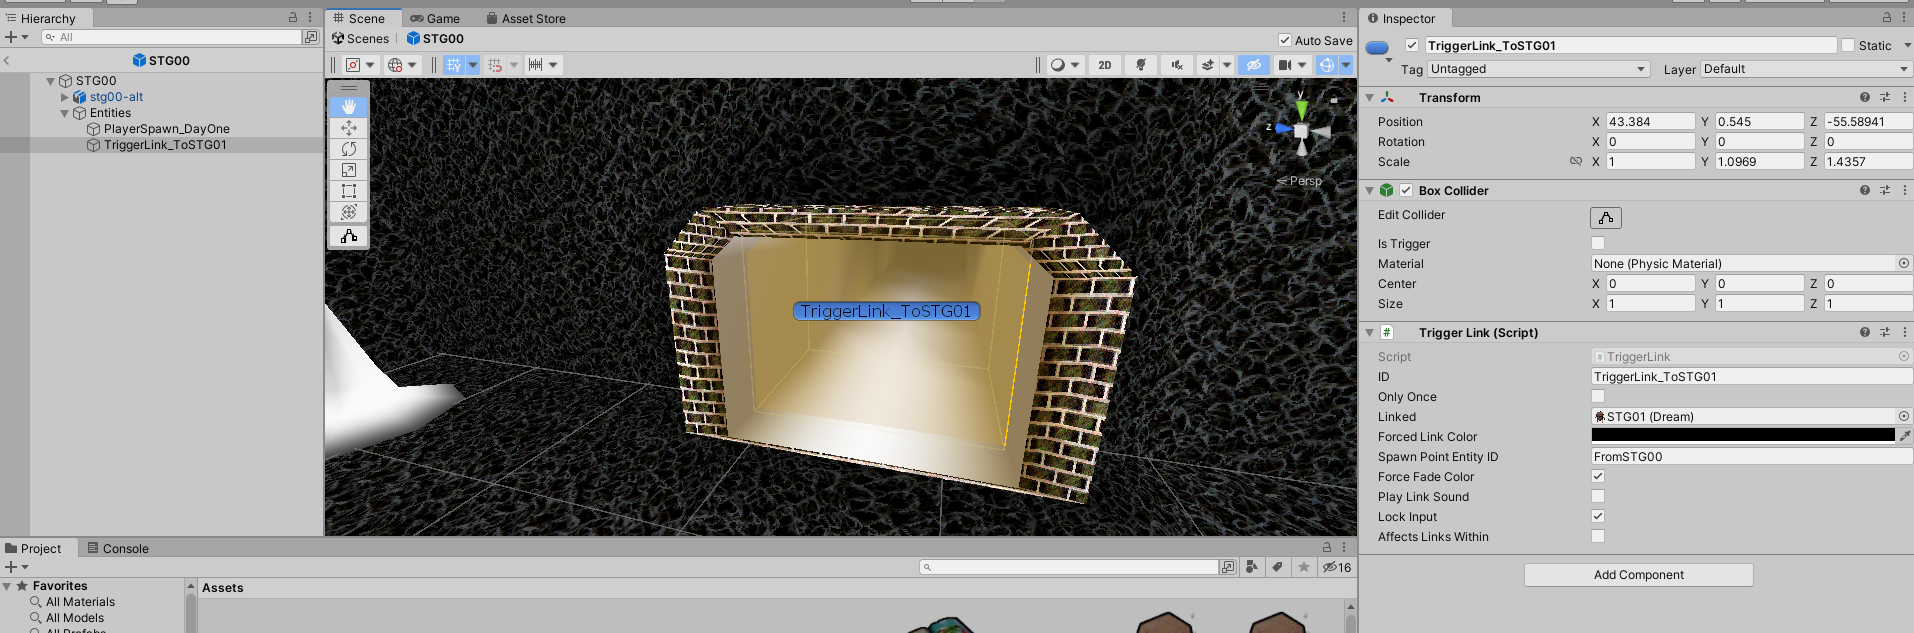 Hierarchy
All
STG00
STG00
stg00-alt
Entities
PlayerSpawn_DayOne
TriggerLink_ToSTG01
Scene Game Asset Store
Scenes STG00 Auto Save
2D
y
z
Persp
TriggerLink_ToSTG01
Project Console
16
Favorites
All Materials
All Models
All Prefabs
Assets
Inspector
TriggerLink_ToSTG01 Static
Tag Untagged Layer Default
Transform
Position X 43.384 Y 0.545 Z -55.58941
Rotation X 0 Y 0 Z 0
Scale X 1 Y 1.0969 Z 1.4357
Box Collider
Edit Collider
Is Trigger
Material None (Physic Material)
Center X 0 Y 0 Z 0
Size X 1 Y 1 Z 1
# Trigger Link (Script)
Script # TriggerLink
ID TriggerLink_ToSTG01
Only Once
Linked STG01 (Dream)
Forced Link Color
Spawn Point Entity ID FromSTG00
Force Fade Color
Play Link Sound
Lock Input
Affects Links Within
Add Component